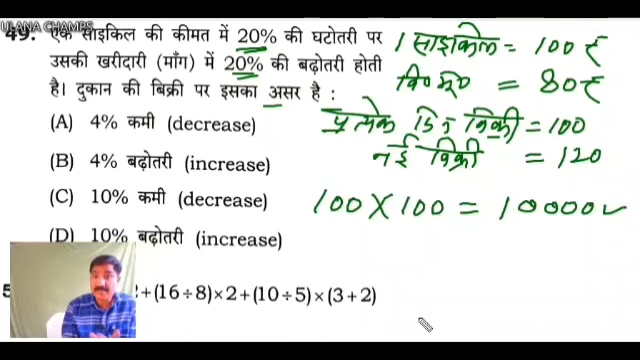 ULANA CHAMPS
49. एक साइकिल की कीमत में 20% की घटोतरी पर
उसकी खरीदारी (माँग) में 20% की बढ़ोतरी होती
है। दुकान की बिक्री पर इसका असर है :
(A) 4% कमी (decrease)
(B) 4% बढ़ोतरी (increase)
(C) 10% कमी (decrease)
(D) 10% बढ़ोतरी (increase)
+(16÷8)×2+(10÷5)×(3+2)
1 साइकिल = 100 ₹
वि० मू० = 80 ₹
प्रत्येक दिन बिक्री = 100
नई बिक्री = 120
100 × 100 = 10000